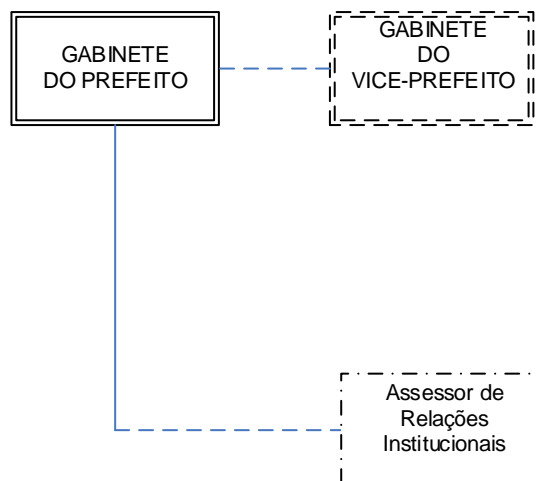 GABINETE
DO PREFEITO
GABINETE
DO
VICE-PREFEITO
Assessor de
Relações
Institucionais